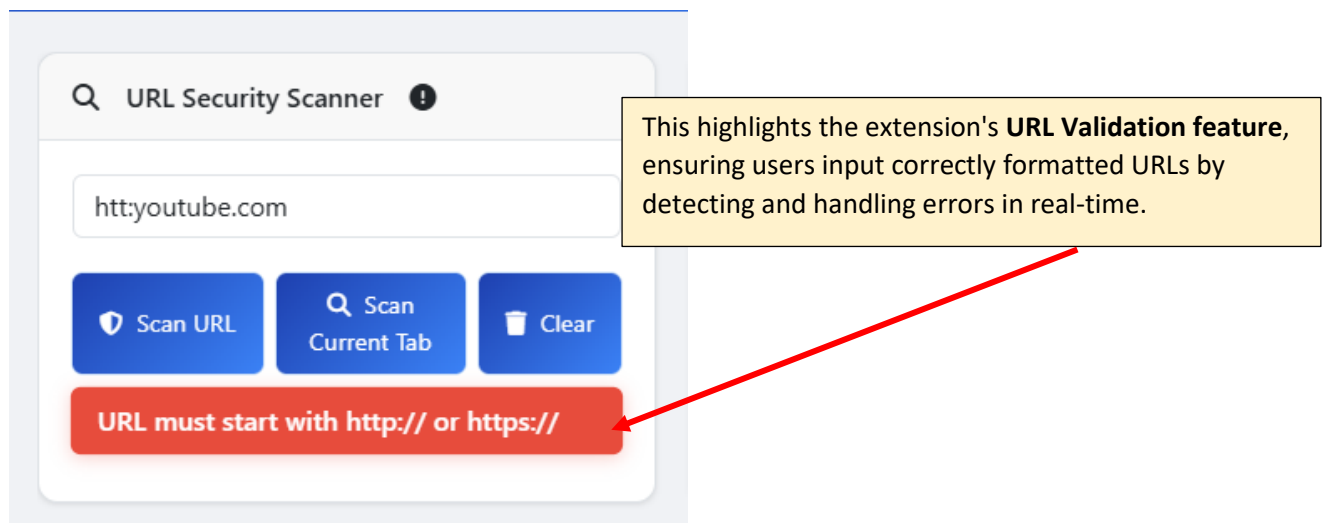 URL Security Scanner
This highlights the extension's URL Validation feature,
ensuring users input correctly formatted URLs by
detecting and handling errors in real-time.
htt:youtube.com
Scan URL
Scan
Current Tab
Clear
URL must start with http:// or https://